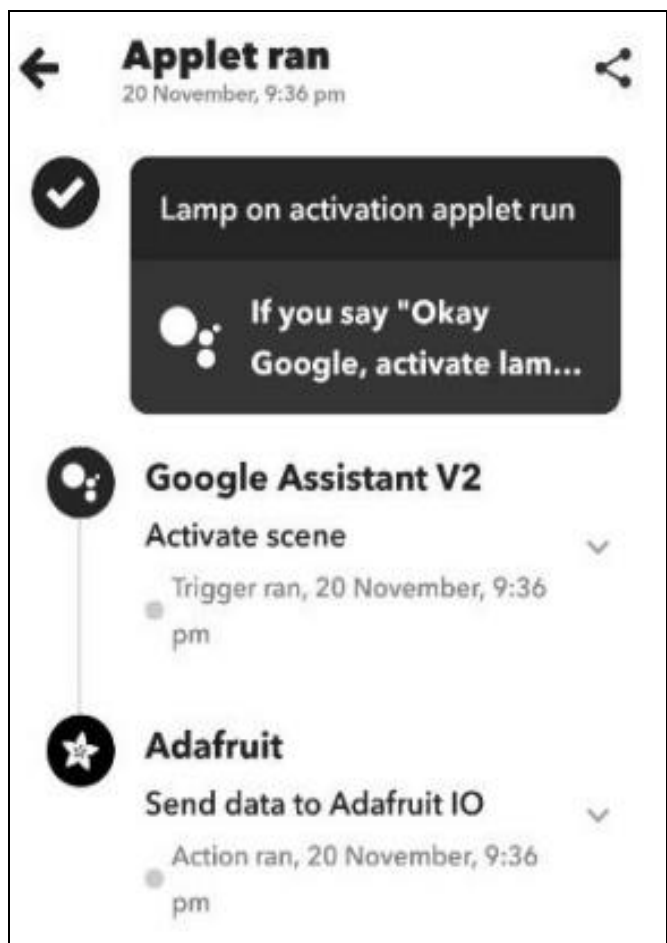 Applet ran
20 November, 9:36 pm
Lamp on activation applet run
If you say "Okay
Google, activate lam...
Google Assistant V2
Activate scene
Trigger ran, 20 November, 9:36
pm
Adafruit
Send data to Adafruit IO
Action ran, 20 November, 9:36
pm